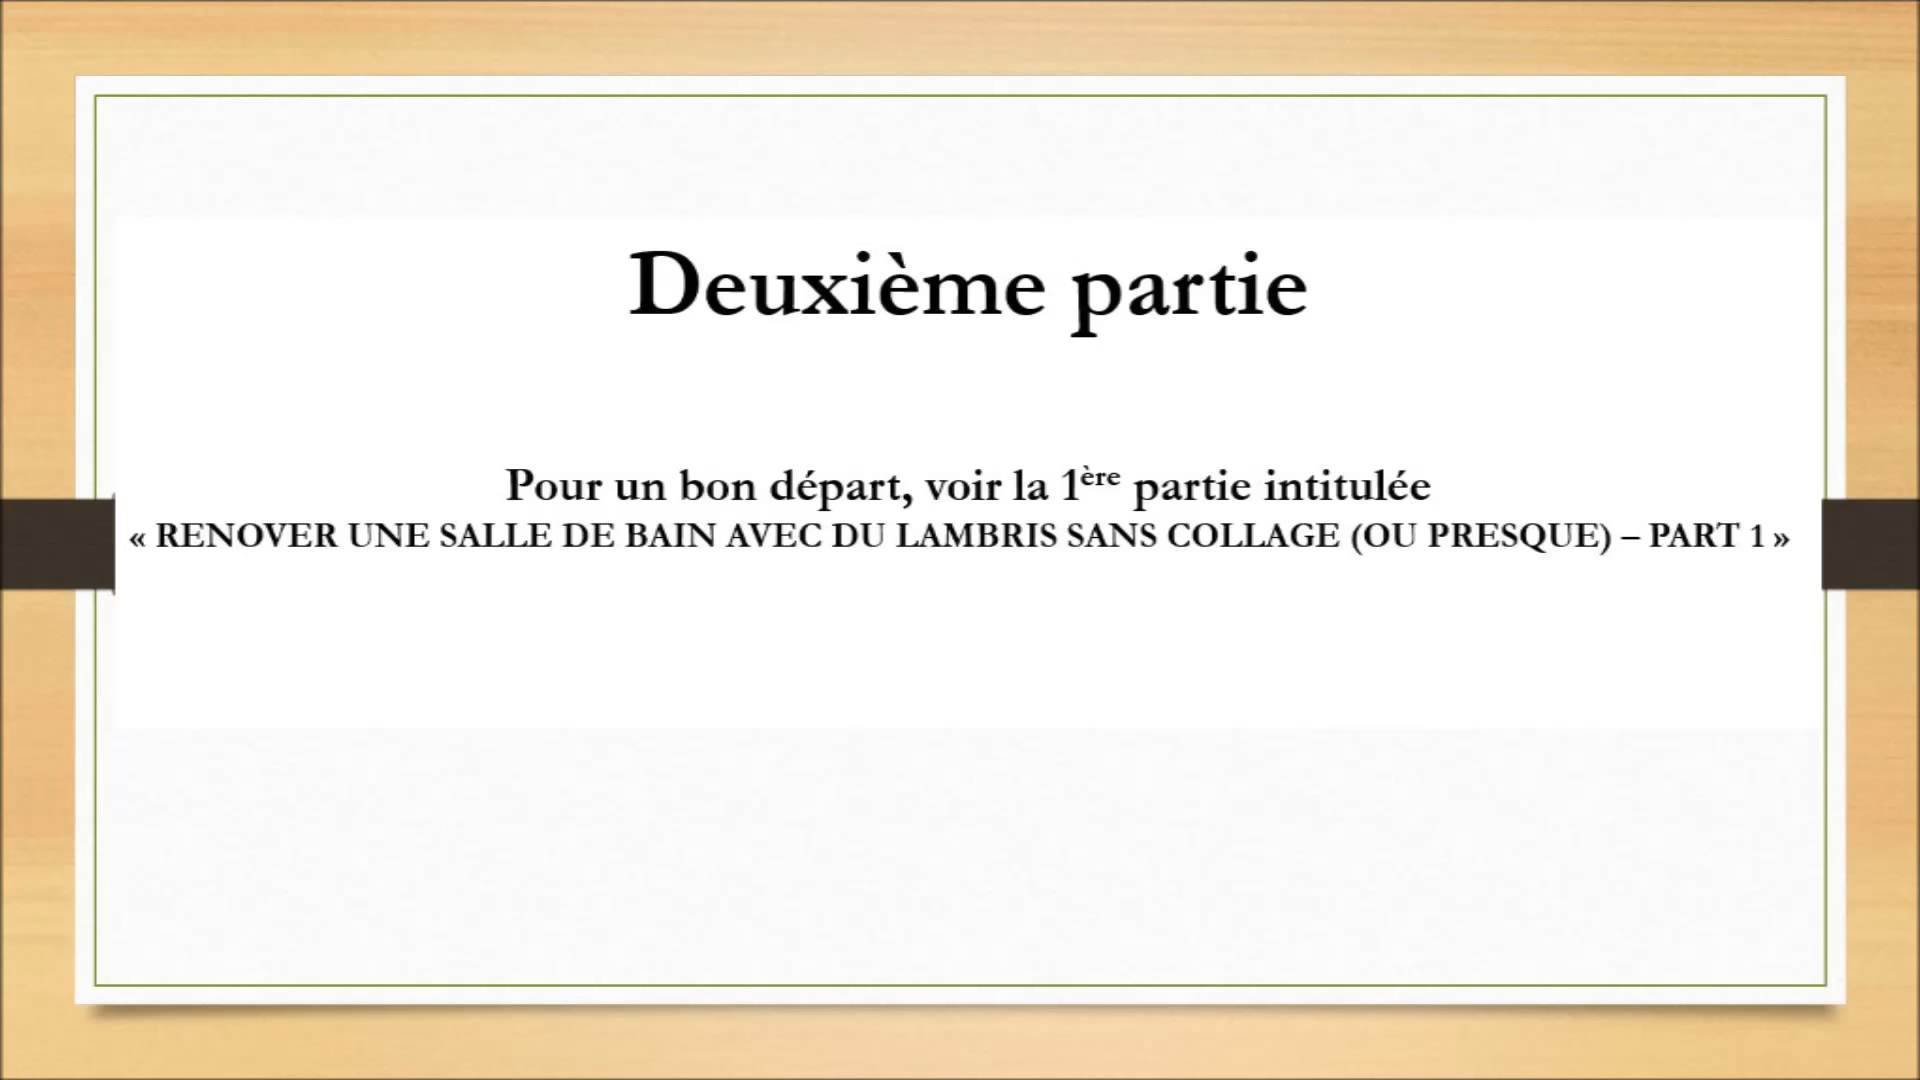 Deuxième partie
Pour un bon départ, voir la 1ère partie intitulée
« RENOVER UNE SALLE DE BAIN AVEC DU LAMBRIS SANS COLLAGE (OU PRESQUE) – PART 1 »